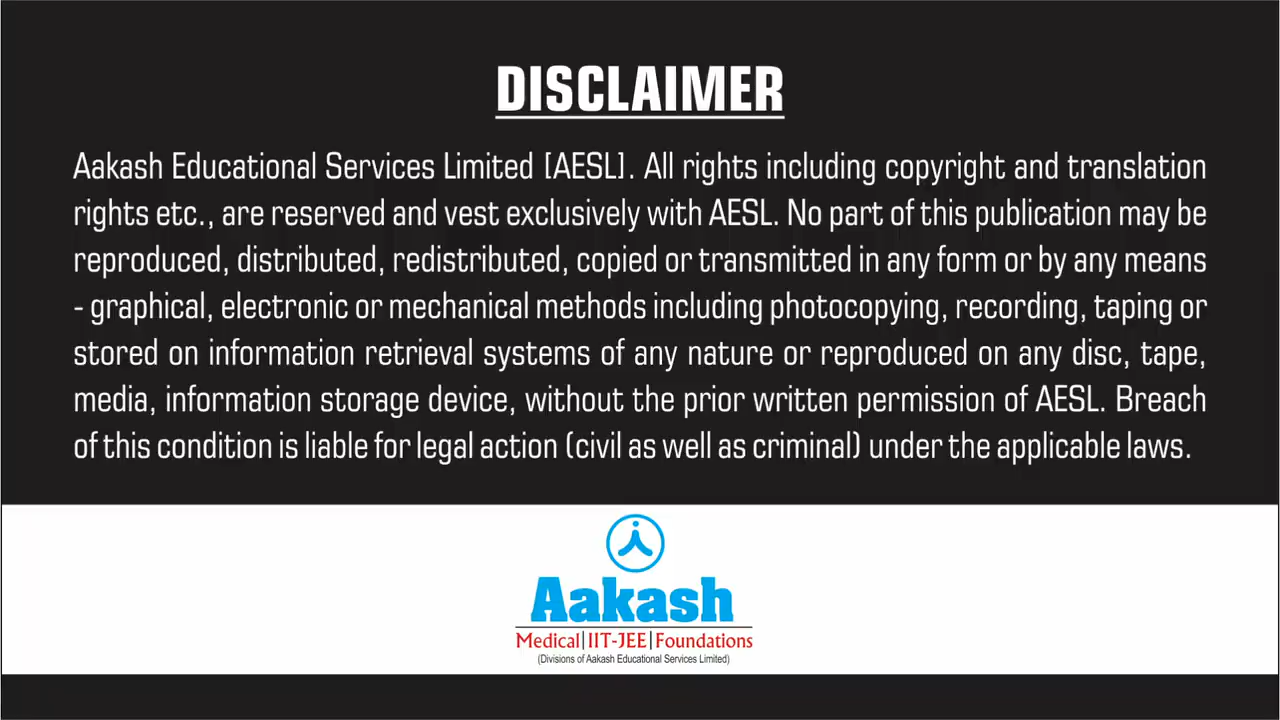 DISCLAIMER
Aakash Educational Services Limited [AESL]. All rights including copyright and translation
rights etc., are reserved and vest exclusively with AESL. No part of this publication may be
reproduced, distributed, redistributed, copied or transmitted in any form or by any means
- graphical, electronic or mechanical methods including photocopying, recording, taping or
stored on information retrieval systems of any nature or reproduced on any disc, tape,
media, information storage device, without the prior written permission of AESL. Breach
of this condition is liable for legal action (civil as well as criminal) under the applicable laws.
Aakash
Medical|IIT-JEE|Foundations
(Divisions of Aakash Educational Services Limited)